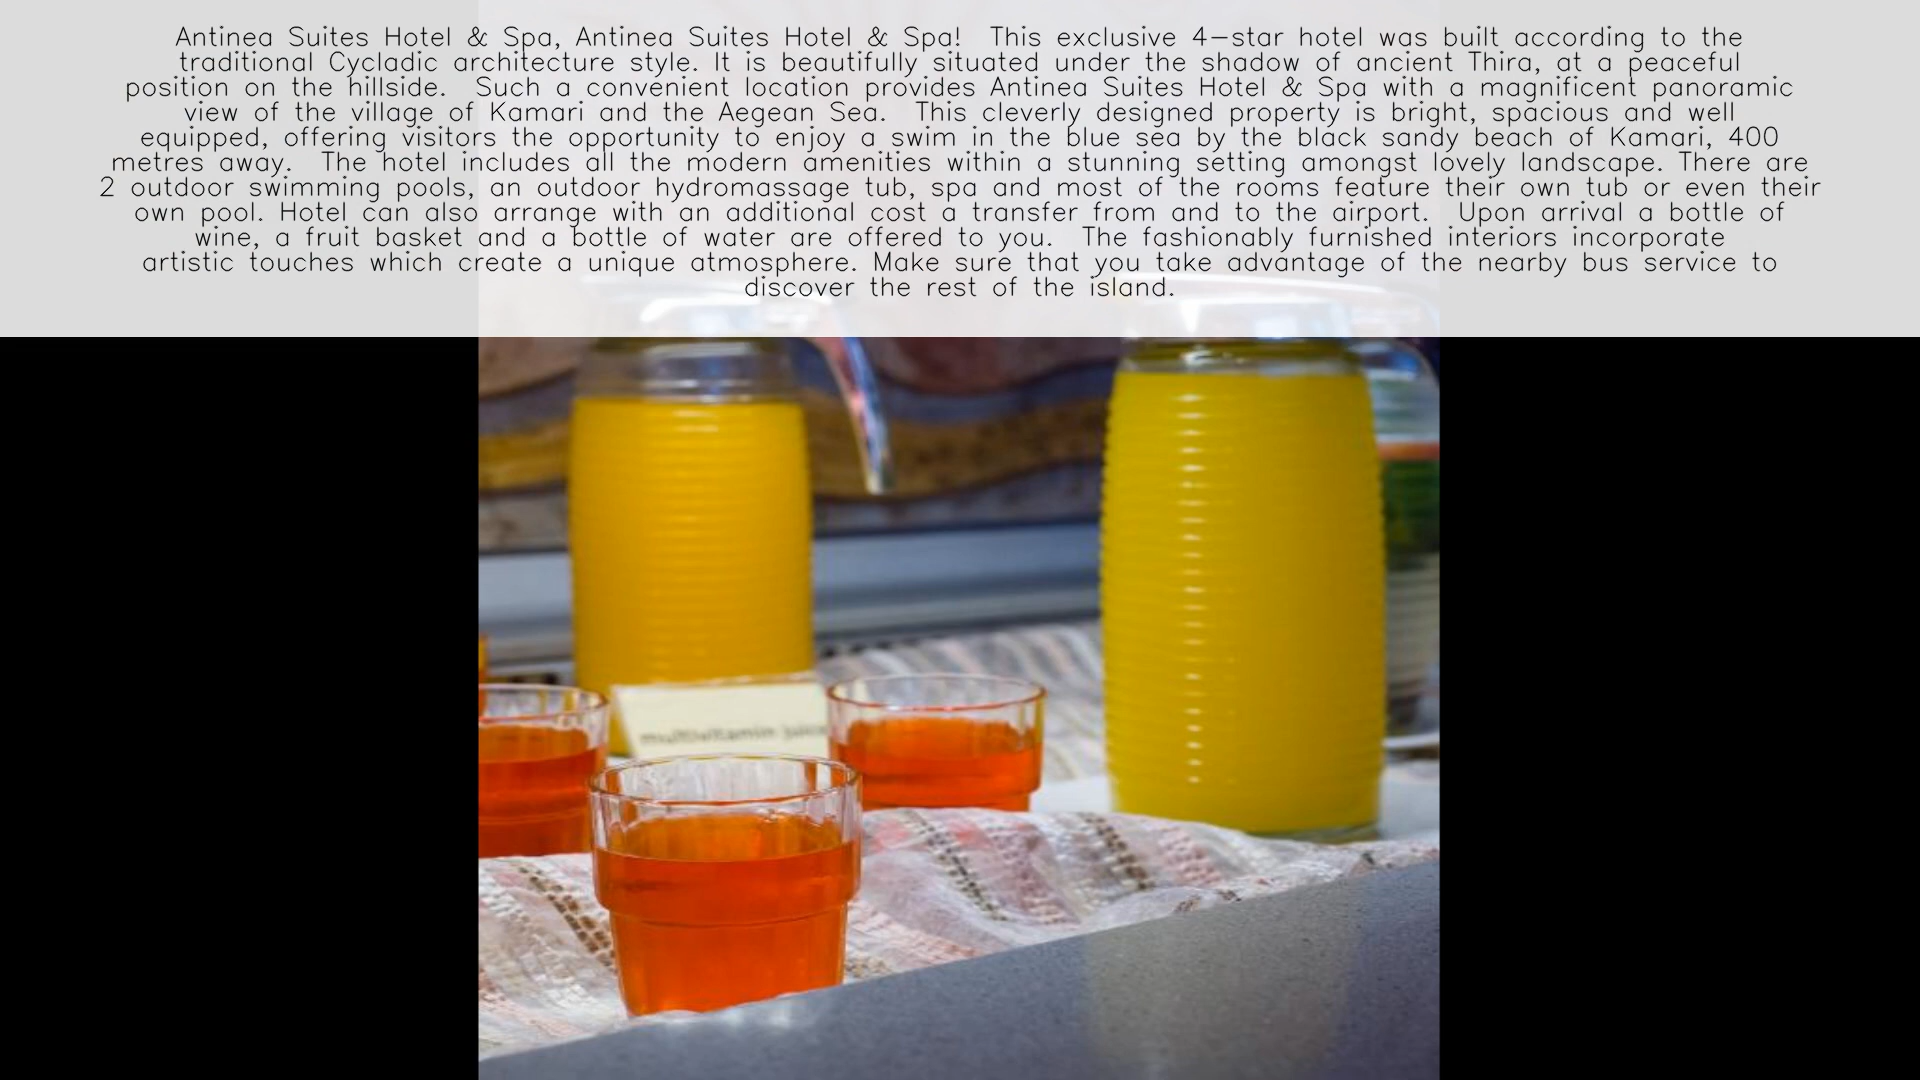 Antinea Suites Hotel & Spa, Antinea Suites Hotel & Spa!  This exclusive 4-star hotel was built according to the
traditional Cycladic architecture style. It is beautifully situated under the shadow of ancient Thira, at a peaceful
position on the hillside.  Such a convenient location provides Antinea Suites Hotel & Spa with a magnificent panoramic
view of the village of Kamari and the Aegean Sea.  This cleverly designed property is bright, spacious and well
equipped, offering visitors the opportunity to enjoy a swim in the blue sea by the black sandy beach of Kamari, 400
metres away.  The hotel includes all the modern amenities within a stunning setting amongst lovely landscape. There are
2 outdoor swimming pools, an outdoor hydromassage tub, spa and most of the rooms feature their own tub or even their
own pool. Hotel can also arrange with an additional cost a transfer from and to the airport.  Upon arrival a bottle of
wine, a fruit basket and a bottle of water are offered to you.  The fashionably furnished interiors incorporate
artistic touches which create a unique atmosphere. Make sure that you take advantage of the nearby bus service to
discover the rest of the island.
multivitamin juice